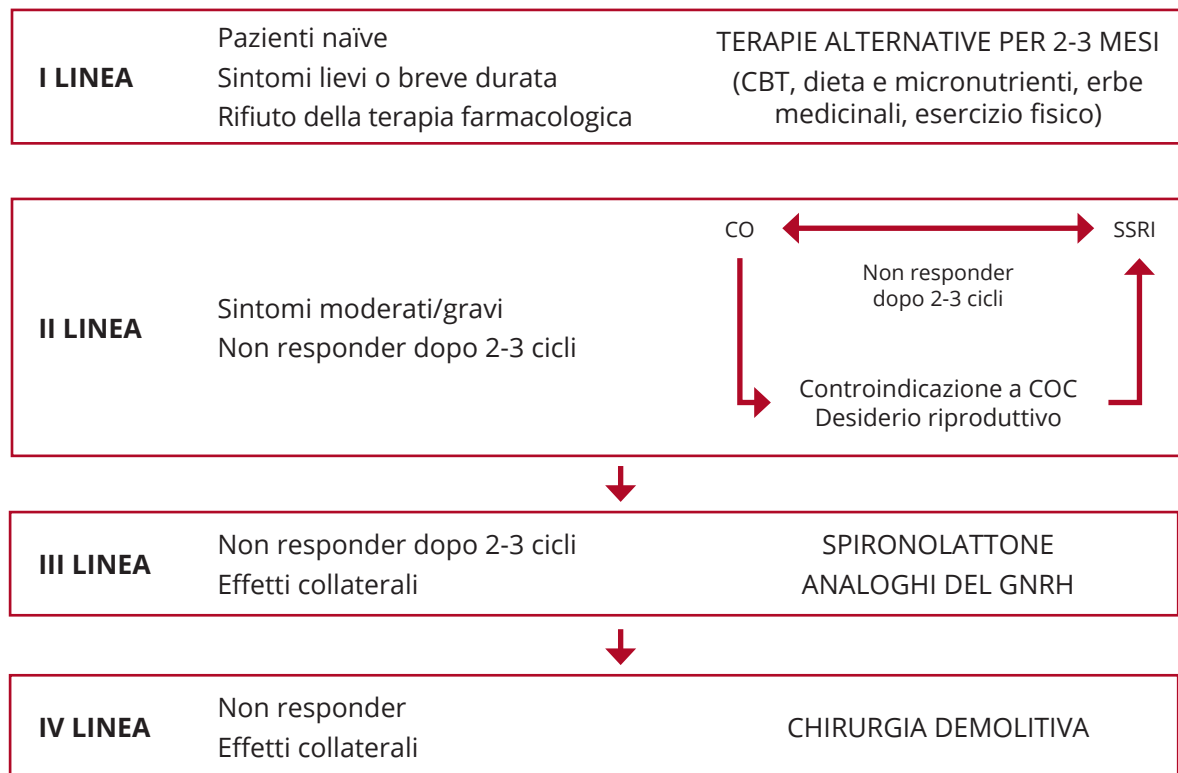 I LINEA
Pazienti naïve
Sintomi lievi o breve durata
Rifiuto della terapia farmacologica
TERAPIE ALTERNATIVE PER 2-3 MESI
(CBT, dieta e micronutrienti, erbe
medicinali, esercizio fisico)
II LINEA
Sintomi moderati/gravi
Non responder dopo 2-3 cicli
CO
SSRI
Non responder
dopo 2-3 cicli
Controindicazione a COC
Desiderio riproduttivo
III LINEA
Non responder dopo 2-3 cicli
Effetti collaterali
SPIRONOLATTONE
ANALOGHI DEL GNRH
IV LINEA
Non responder
Effetti collaterali
CHIRURGIA DEMOLITIVA